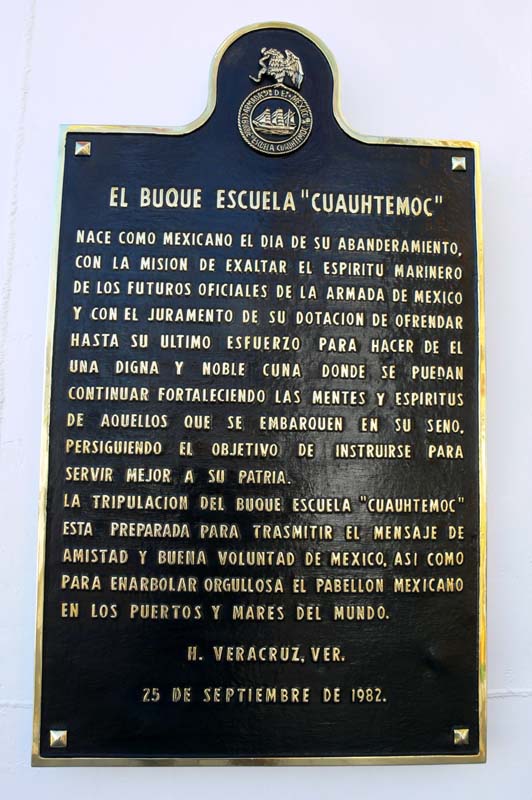 ARMADA DE MEXICO
BUQUE ESCUELA CUAUHTEMOC
EL BUQUE ESCUELA "CUAUHTEMOC"
NACE COMO MEXICANO EL DIA DE SU ABANDERAMIENTO,
CON LA MISION DE EXALTAR EL ESPIRITU MARINERO
DE LOS FUTUROS OFICIALES DE LA ARMADA DE MEXICO
Y CON EL JURAMENTO DE SU DOTACION DE OFRENDAR
HASTA SU ULTIMO ESFUERZO PARA HACER DE EL
UNA DIGNA Y NOBLE CUNA DONDE SE PUEDAN
CONTINUAR FORTALECIENDO LAS MENTES Y ESPIRITUS
DE AQUELLOS QUE SE EMBARQUEN EN SU SENO,
PERSIGUIENDO EL OBJETIVO DE INSTRUIRSE PARA
SERVIR MEJOR A SU PATRIA.
LA TRIPULACION DEL BUQUE ESCUELA "CUAUHTEMOC"
ESTA PREPARADA PARA TRASMITIR EL MENSAJE DE
AMISTAD Y BUENA VOLUNTAD DE MEXICO, ASI COMO
PARA ENARBOLAR ORGULLOSA EL PABELLON MEXICANO
EN LOS PUERTOS Y MARES DEL MUNDO.
H. VERACRUZ, VER.
25 DE SEPTIEMBRE DE 1982.